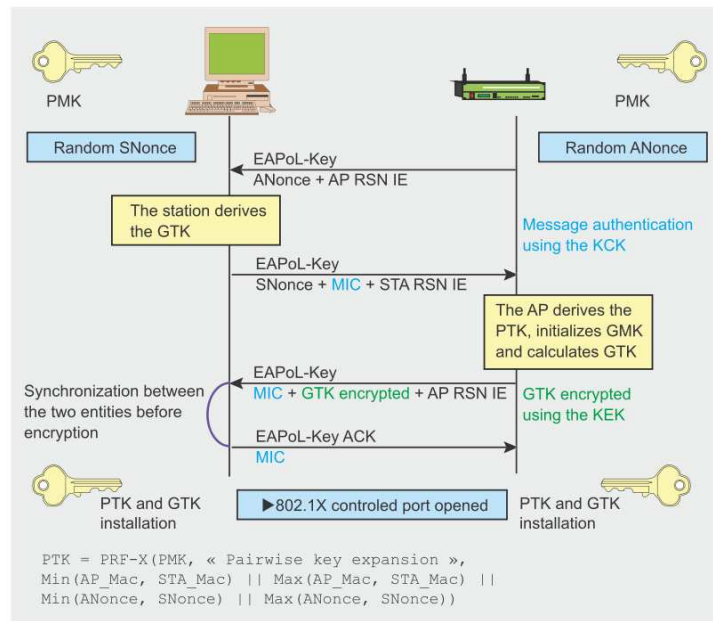 PMK
PMK
Random SNonce
Random ANonce
EAPoL-Key
ANonce + AP RSN IE
The station derives
the GTK
Message authentication
using the KCK
EAPoL-Key
SNonce + MIC + STA RSN IE
The AP derives the
PTK, initializes GMK
and calculates GTK
EAPoL-Key
MIC + GTK encrypted + AP RSN IE
Synchronization between
the two entities before
encryption
GTK encrypted
using the KEK
EAPoL-Key ACK
MIC
PTK and GTK
installation
▶802.1X controled port opened
PTK and GTK
installation
PTK = PRF-X(PMK, « Pairwise key expansion »,
Min(AP_Mac, STA_Mac) || Max(AP_Mac, STA_Mac) ||
Min(ANonce, SNonce) || Max(ANonce, SNonce))